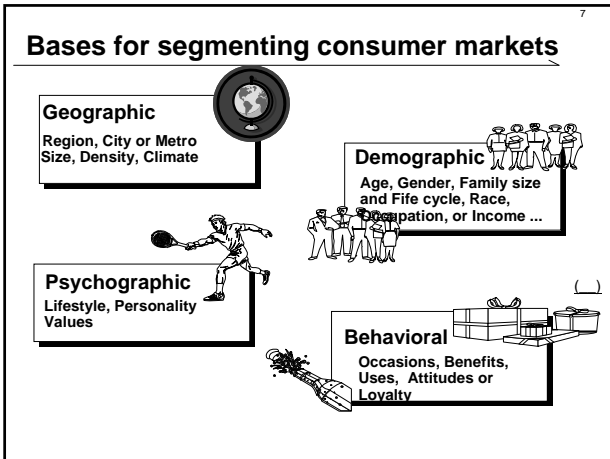 7
Bases for segmenting consumer markets
Geographic
Region, City or Metro
Size, Density, Climate
Demographic
Age, Gender, Family size
and Fife cycle, Race,
Occupation, or Income ...
Psychographic
Lifestyle, Personality
Values
Behavioral
Occasions, Benefits,
Uses, Attitudes or
Loyalty